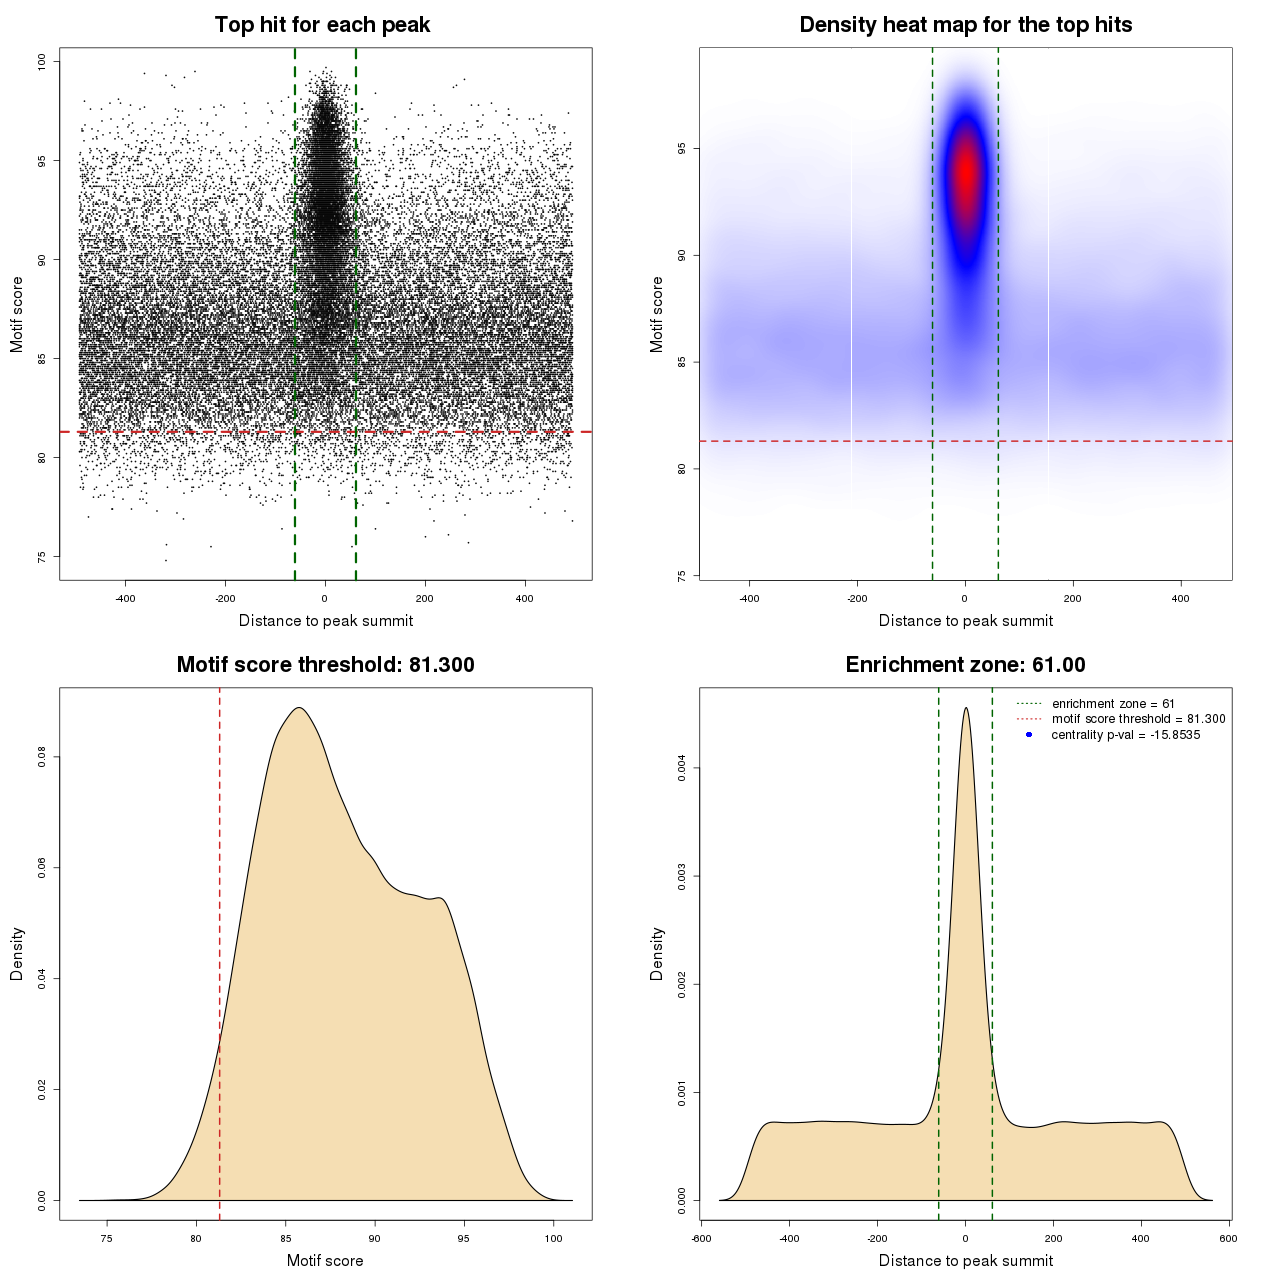 Top hit for each peak
Motif score
100
95
90
85
80
75
-400
-200
0
200
400
Distance to peak summit
Density heat map for the top hits
Motif score
95
90
85
80
75
-400
-200
0
200
400
Distance to peak summit
Motif score threshold: 81.300
Density
0.08
0.06
0.04
0.02
0.00
75
80
85
90
95
100
Motif score
Enrichment zone: 61.00
enrichment zone = 61
motif score threshold = 81.300
centrality p-val = -15.8535
Density
0.004
0.003
0.002
0.001
0.000
-600
-400
-200
0
200
400
600
Distance to peak summit